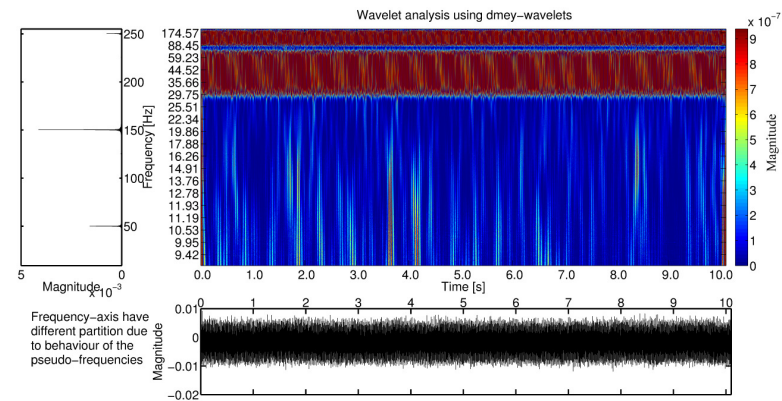 Wavelet analysis using dmey-wavelets
x 10⁻⁷
250
200
150
100
50
Frequency [Hz]
5
0
Magnitude
x 10⁻³
174.57
88.45
59.23
44.52
35.66
29.75
25.51
22.34
19.86
17.88
16.26
14.91
13.76
12.78
11.93
11.19
10.53
9.95
9.42
0.0 1.0 2.0 3.0 4.0 5.0 6.0 7.0 8.0 9.0 10.0
Time [s]
9
8
7
6
5
4
3
2
1
0
Magnitude
Frequency-axis have
different partition due
to behaviour of the
pseudo-frequencies
0 1 2 3 4 5 6 7 8 9 10
0.01
0
-0.01
-0.02
Magnitude